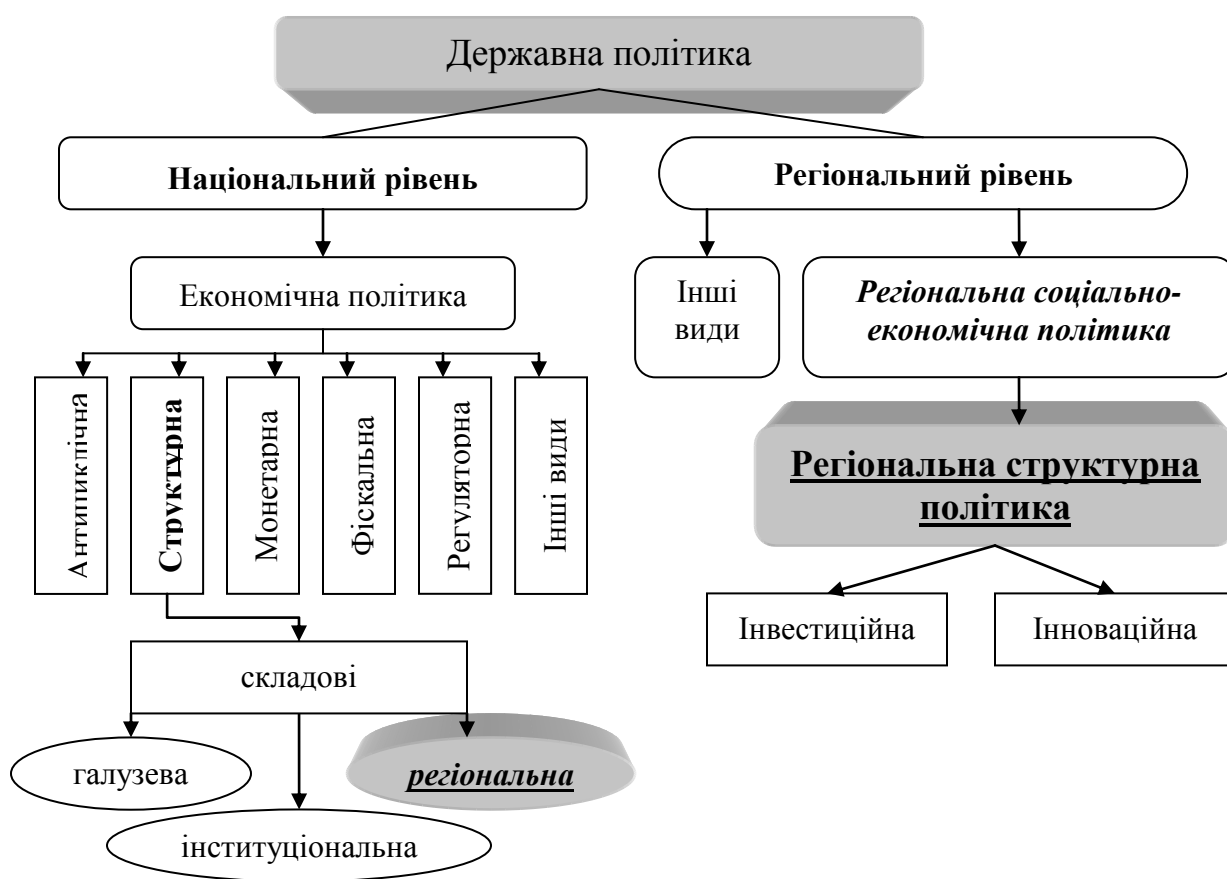 Державна політика
Національний рівень
Регіональний рівень
Економічна політика
Інші
види
Регіональна соціально-
економічна політика
Антипиклічна
Структурна
Монетарна
Фіскальна
Регуляторна
Інші види
Регіональна структурна
політика
Інвестиційна
Інноваційна
складові
галузева
регіональна
інституціональна